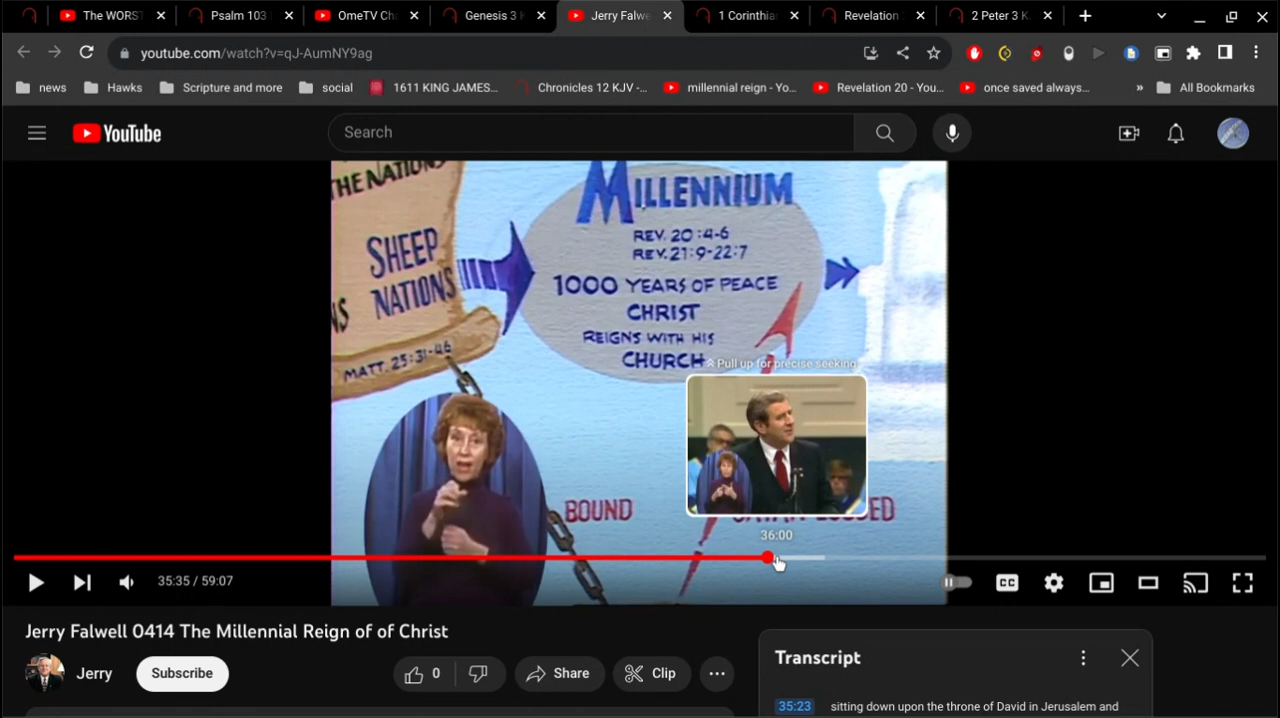 The WORS
Psalm 103
OmeTV Ch
Genesis 3 K
Jerry Falwe
1 Corinthia
Revelation
2 Peter 3 K
youtube.com/watch?v=qJ-AumNY9ag
news
Hawks
Scripture and more
social
1611 KING JAMES...
Chronicles 12 KJV -...
millennial reign - Yo...
Revelation 20 - You...
once saved always...
»
All Bookmarks
YouTube
Search
THE NATIONS
SHEEP
NATIONS
NS
MATT. 25:31-46
MILLENNIUM
REV. 20:4-6
REV. 21:9-22:7
1000 YEARS OF PEACE
CHRIST
REIGNS WITH HIS
CHURCH
Pull up for precise seeking
BOUND
SATAN LOOSED
36:00
35:35 / 59:07
CC
Jerry Falwell 0414 The Millennial Reign of of Christ
Jerry
Subscribe
0
Share
Clip
Transcript
35:23 sitting down upon the throne of David in Jerusalem and